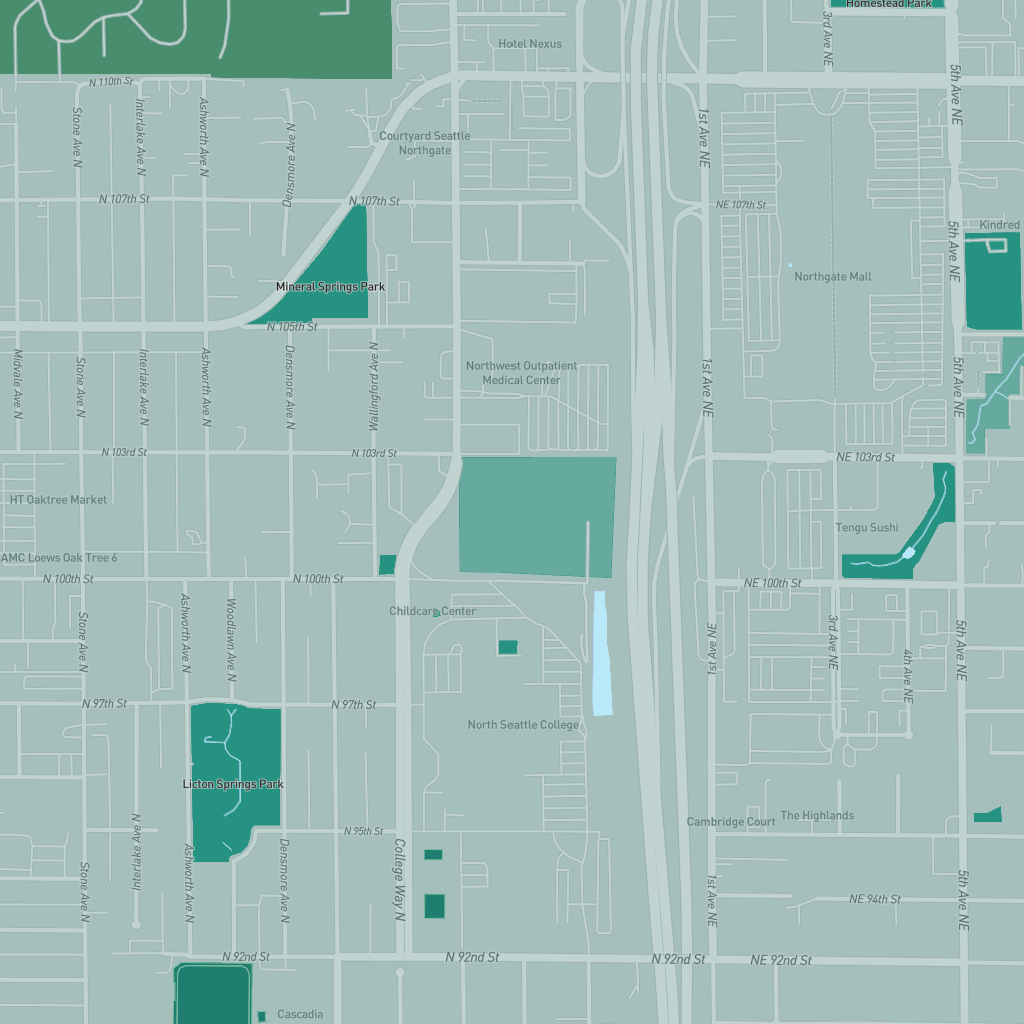 Homestead Park
3rd Ave NE
Hotel Nexus
N 110th St
5th Ave NE
Stone Ave N
Interlake Ave N
Ashworth Ave N
Densmore Ave N
1st Ave NE
Courtyard Seattle
Northgate
N 107th St
N 107th St
NE 107th St
Kindred
5th Ave NE
Northgate Mall
Mineral Springs Park
N 105th St
Midvale Ave N
Stone Ave N
Interlake Ave N
Ashworth Ave N
Densmore Ave N
Wallingford Ave N
Northwest Outpatient
Medical Center
1st Ave NE
5th Ave NE
N 103rd St
N 103rd St
NE 103rd St
HT Oaktree Market
Tengu Sushi
AMC Loews Oak Tree 6
N 100th St
N 100th St
NE 100th St
Childcare Center
Stone Ave N
Ashworth Ave N
Woodlawn Ave N
1st Ave NE
3rd Ave NE
4th Ave NE
5th Ave NE
N 97th St
N 97th St
North Seattle College
Licton Springs Park
The Highlands
Cambridge Court
N 95th St
Interlake Ave N
Stone Ave N
Ashworth Ave N
Densmore Ave N
College Way N
1st Ave NE
5th Ave NE
NE 94th St
N 92nd St
N 92nd St
N 92nd St
NE 92nd St
Cascadia